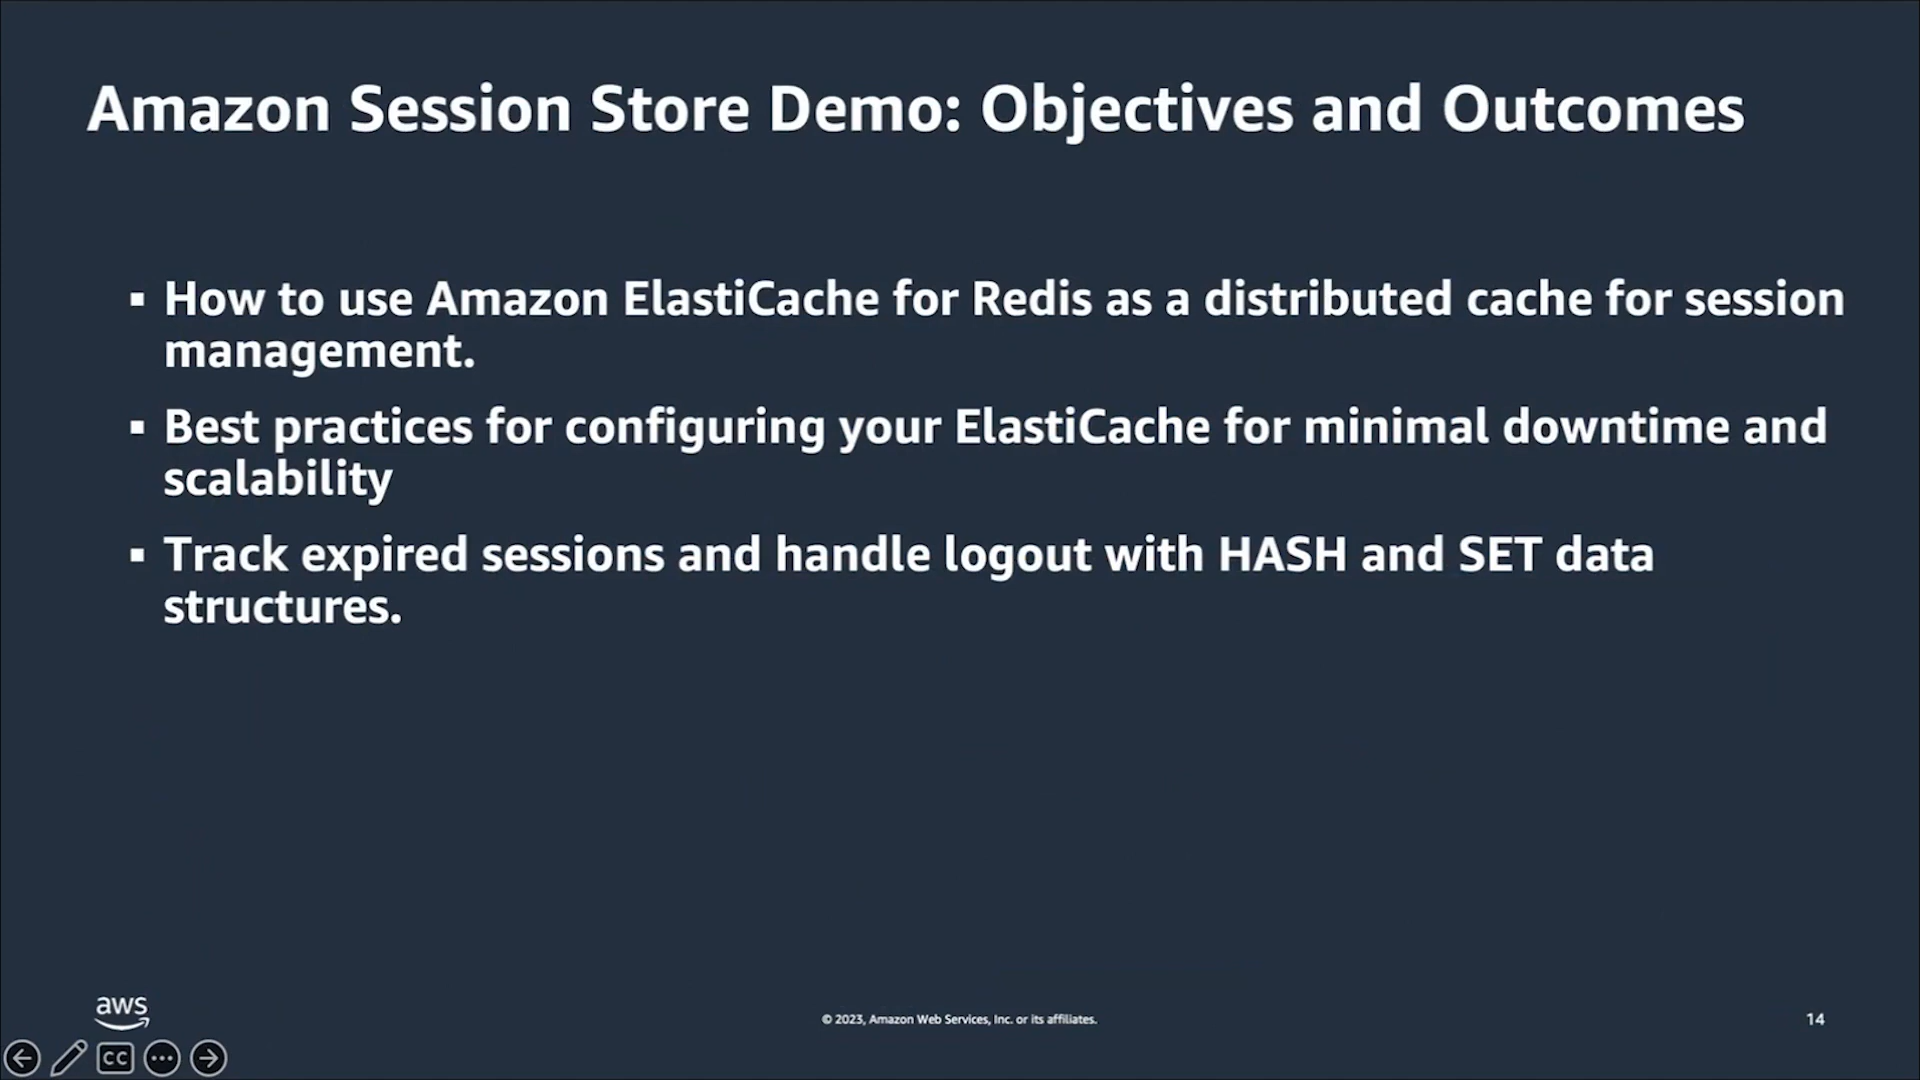 Amazon Session Store Demo: Objectives and Outcomes
▪ How to use Amazon ElastiCache for Redis as a distributed cache for session
management.
▪ Best practices for configuring your ElastiCache for minimal downtime and
scalability
▪ Track expired sessions and handle logout with HASH and SET data
structures.
aws
© 2023, Amazon Web Services, Inc. or its affiliates.
14
CC